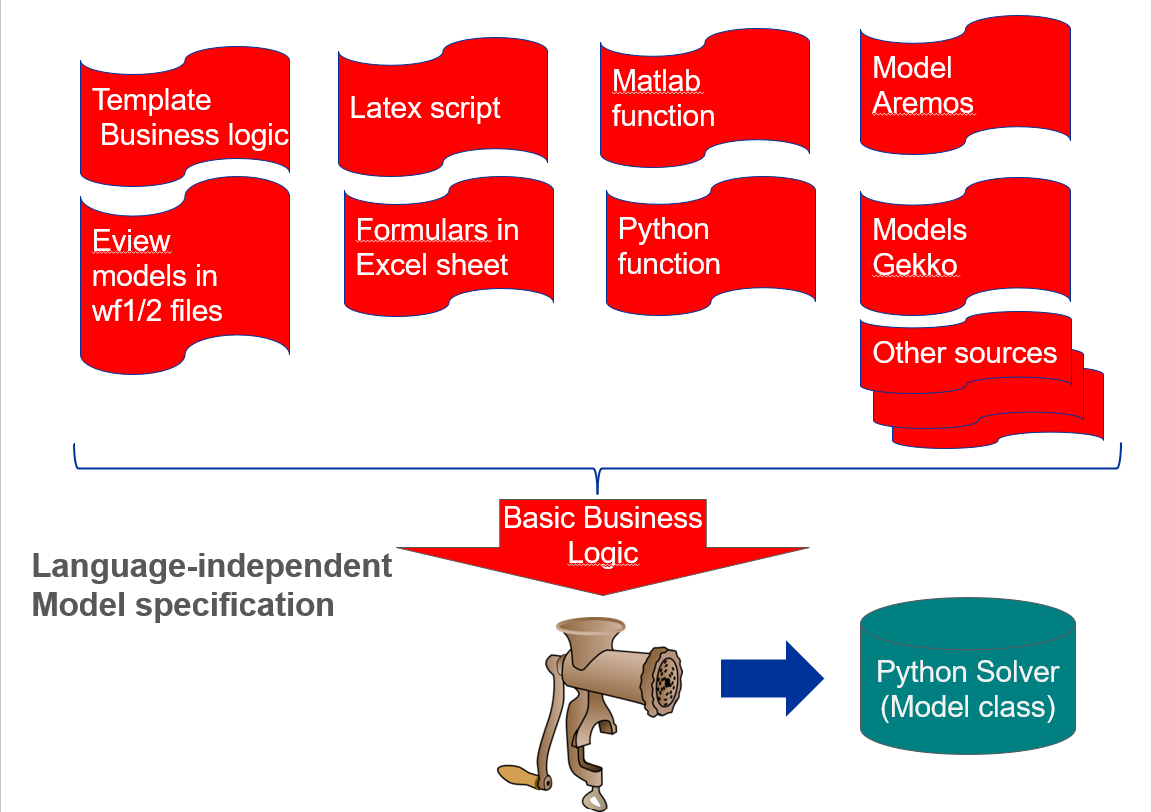 Template
Business logic
Latex script
Matlab
function
Model
Aremos
Eview
models in
wf1/2 files
Formulars in
Excel sheet
Python
function
Models
Gekko
Other sources
Basic Business
Logic
Language-independent
Model specification
Python Solver
(Model class)